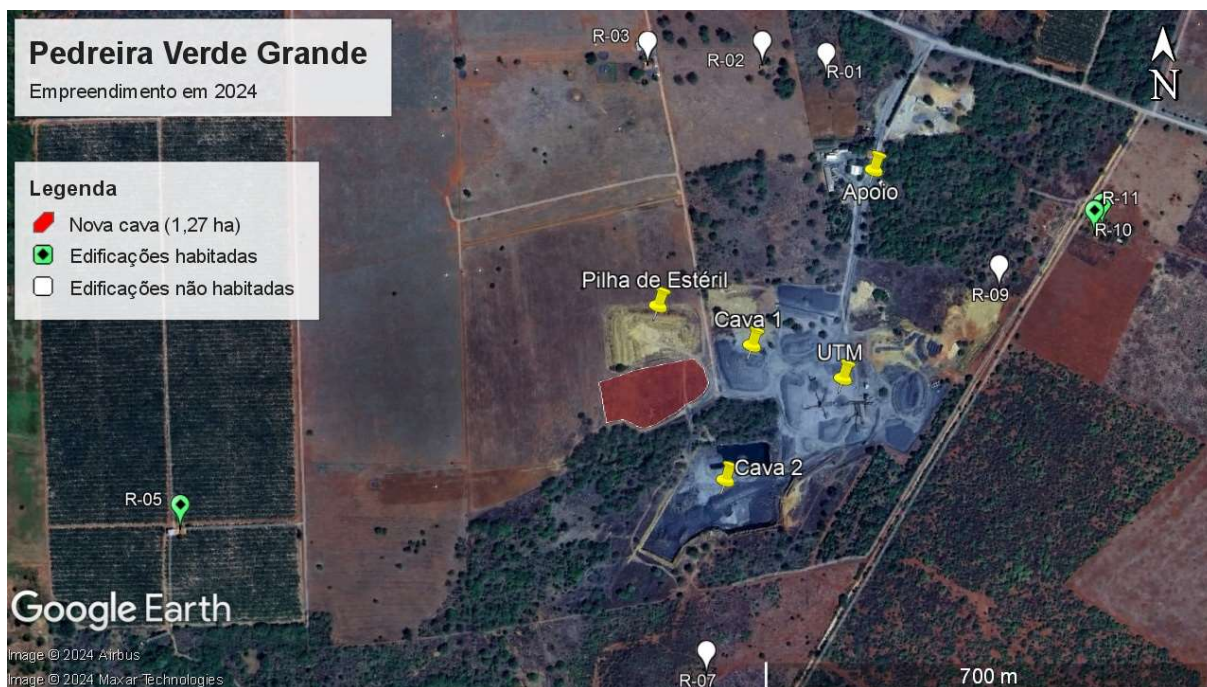 Pedreira Verde Grande
Empreendimento em 2024
Legenda
Nova cava (1,27 ha)
Edificações habitadas
Edificações não habitadas
R-03
R-02
R-01
N
Apoio
R-11
R-10
R-09
Pilha de Estéril
Cava 1
UTM
Cava 2
R-05
R-07
Google Earth
Image © 2024 Airbus
Image © 2024 Maxar Technologies
700 m